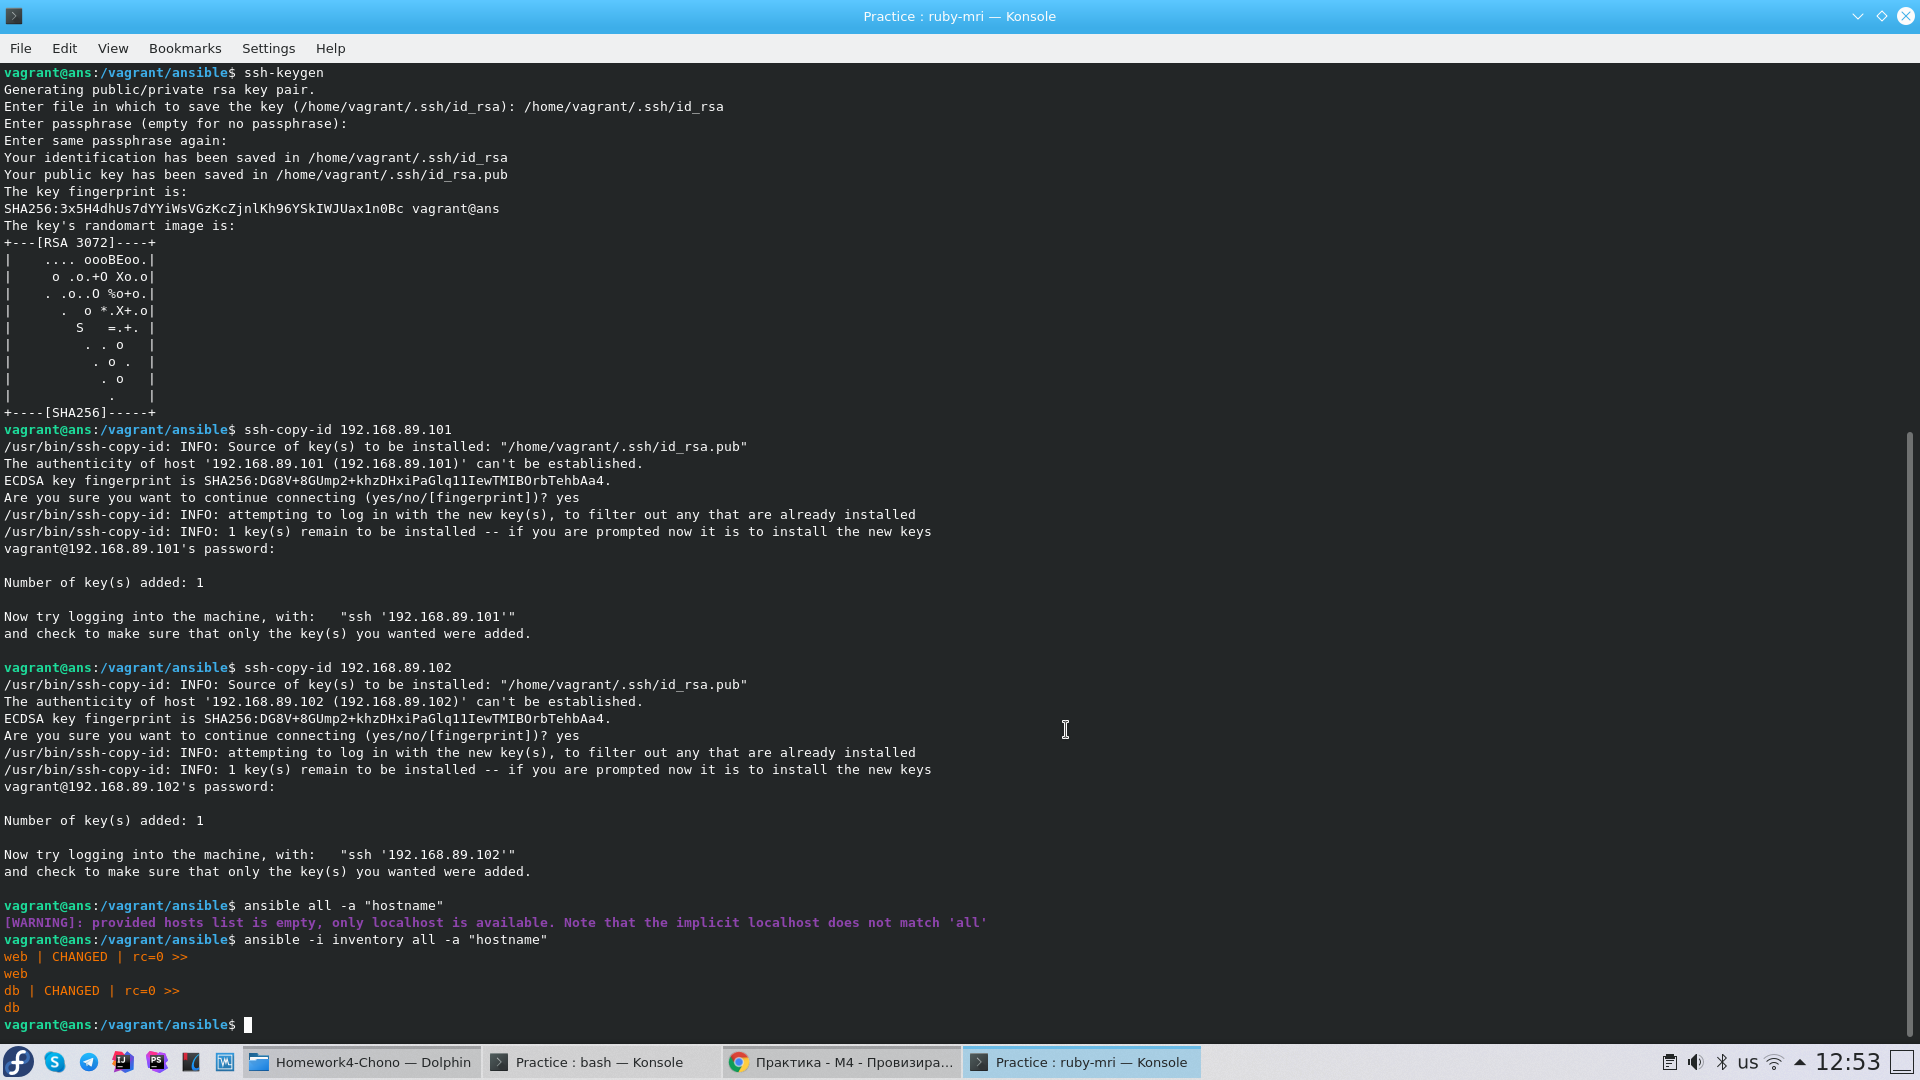 Practice : ruby-mri — Konsole
File Edit View Bookmarks Settings Help
vagrant@ans:/vagrant/ansible$ ssh-keygen
Generating public/private rsa key pair.
Enter file in which to save the key (/home/vagrant/.ssh/id_rsa): /home/vagrant/.ssh/id_rsa
Enter passphrase (empty for no passphrase):
Enter same passphrase again:
Your identification has been saved in /home/vagrant/.ssh/id_rsa
Your public key has been saved in /home/vagrant/.ssh/id_rsa.pub
The key fingerprint is:
SHA256:3x5H4dhUs7dYYiWsVGzKcZjnlKh96YSkIWJUax1n0Bc vagrant@ans
The key's randomart image is:
+---[RSA 3072]----+
|    .... oooBEoo.|
|     o .o.+O Xo.o|
|    . .o..O %o+o.|
|      .  o *.X+.o|
|        S   =.+. |
|         . . o   |
|          . o .  |
|           . o   |
|            .    |
+----[SHA256]-----+
vagrant@ans:/vagrant/ansible$ ssh-copy-id 192.168.89.101
/usr/bin/ssh-copy-id: INFO: Source of key(s) to be installed: "/home/vagrant/.ssh/id_rsa.pub"
The authenticity of host '192.168.89.101 (192.168.89.101)' can't be established.
ECDSA key fingerprint is SHA256:DG8V+8GUmp2+khzDHxiPaGlq11IewTMIBOrbTehbAa4.
Are you sure you want to continue connecting (yes/no/[fingerprint])? yes
/usr/bin/ssh-copy-id: INFO: attempting to log in with the new key(s), to filter out any that are already installed
/usr/bin/ssh-copy-id: INFO: 1 key(s) remain to be installed -- if you are prompted now it is to install the new keys
vagrant@192.168.89.101's password:
Number of key(s) added: 1
Now try logging into the machine, with:   "ssh '192.168.89.101'"
and check to make sure that only the key(s) you wanted were added.
vagrant@ans:/vagrant/ansible$ ssh-copy-id 192.168.89.102
/usr/bin/ssh-copy-id: INFO: Source of key(s) to be installed: "/home/vagrant/.ssh/id_rsa.pub"
The authenticity of host '192.168.89.102 (192.168.89.102)' can't be established.
ECDSA key fingerprint is SHA256:DG8V+8GUmp2+khzDHxiPaGlq11IewTMIBOrbTehbAa4.
Are you sure you want to continue connecting (yes/no/[fingerprint])? yes
/usr/bin/ssh-copy-id: INFO: attempting to log in with the new key(s), to filter out any that are already installed
/usr/bin/ssh-copy-id: INFO: 1 key(s) remain to be installed -- if you are prompted now it is to install the new keys
vagrant@192.168.89.102's password:
Number of key(s) added: 1
Now try logging into the machine, with:   "ssh '192.168.89.102'"
and check to make sure that only the key(s) you wanted were added.
vagrant@ans:/vagrant/ansible$ ansible all -a "hostname"
[WARNING]: provided hosts list is empty, only localhost is available. Note that the implicit localhost does not match 'all'
vagrant@ans:/vagrant/ansible$ ansible -i inventory all -a "hostname"
web | CHANGED | rc=0 >>
web
db | CHANGED | rc=0 >>
db
vagrant@ans:/vagrant/ansible$
Homework4-Chono — Dolphin
Practice : bash — Konsole
Практика - M4 - Провизира...
Practice : ruby-mri — Konsole
us
12:53